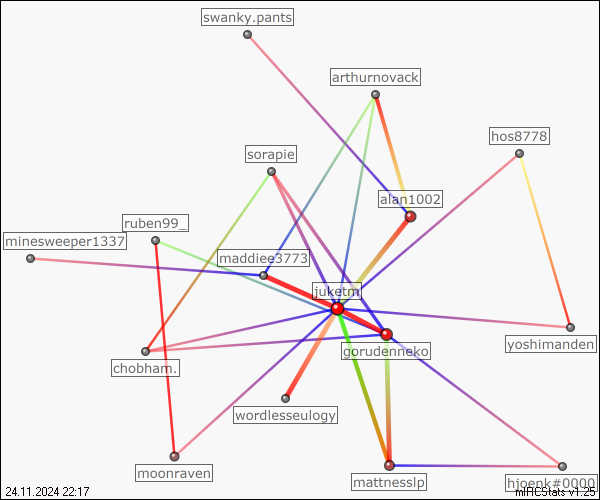 swanky.pants
arthurnovack
hos8778
sorapie
alan1002
ruben99_
minesweeper1337
maddiee3773
juketm
gorudenneko
yoshimanden
chobham.
wordlesseulogy
moonraven
mattnesslp
hjoenk#0000
24.11.2024 22:17
mIRCStats v1.25